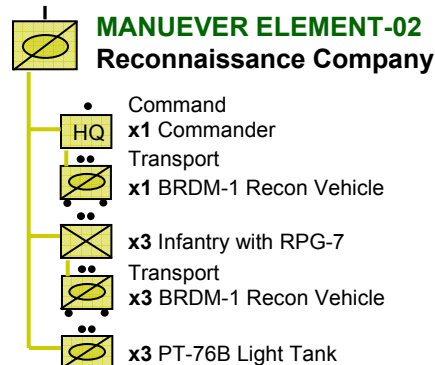 MANUEVER ELEMENT-02
Reconnaissance Company
Command
HQ x1 Commander
Transport
x1 BRDM-1 Recon Vehicle
x3 Infantry with RPG-7
Transport
x3 BRDM-1 Recon Vehicle
x3 PT-76B Light Tank